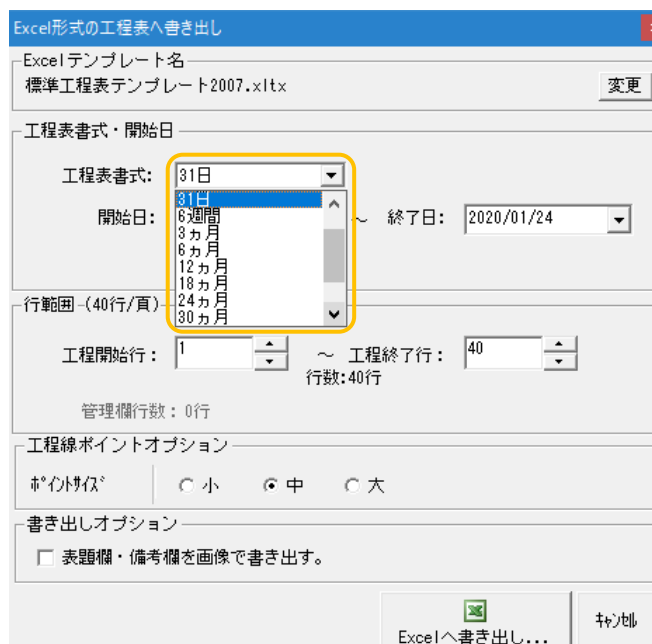 Excel形式の工程表へ書き出し
Excelテンプレート名
標準工程表テンプレート2007.xltx
変更
工程表書式・開始日
工程表書式: 31日
31日
6週間
3ヵ月
6ヵ月
12ヵ月
18ヵ月
24ヵ月
30ヵ月
開始日: ～ 終了日: 2020/01/24
行範囲-(40行/頁)
工程開始行: 1 ～ 工程終了行: 40
行数:40行
管理欄行数: 0行
工程線ポイントオプション
ﾎﾟｲﾝﾄｻｲｽﾞ 小 中 大
書き出しオプション
表題欄・備考欄を画像で書き出す。
Excelへ書き出し...
ｷｬﾝｾﾙ